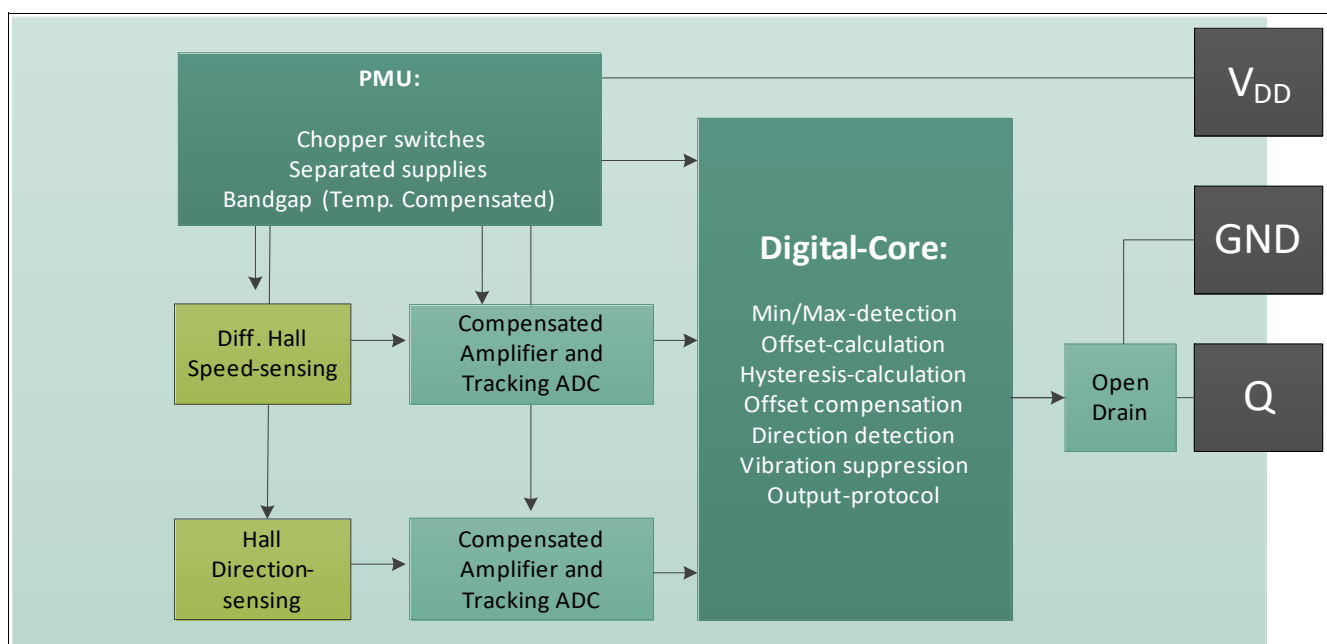 PMU:
Chopper switches
Separated supplies
Bandgap (Temp. Compensated)
VDD
GND
Digital-Core:
Min/Max-detection
Offset-calculation
Hysteresis-calculation
Offset compensation
Direction detection
Vibration suppression
Output-protocol
Diff. Hall
Speed-sensing
Compensated
Amplifier and
Tracking ADC
Open
Drain
Q
Hall
Direction-
sensing
Compensated
Amplifier and
Tracking ADC